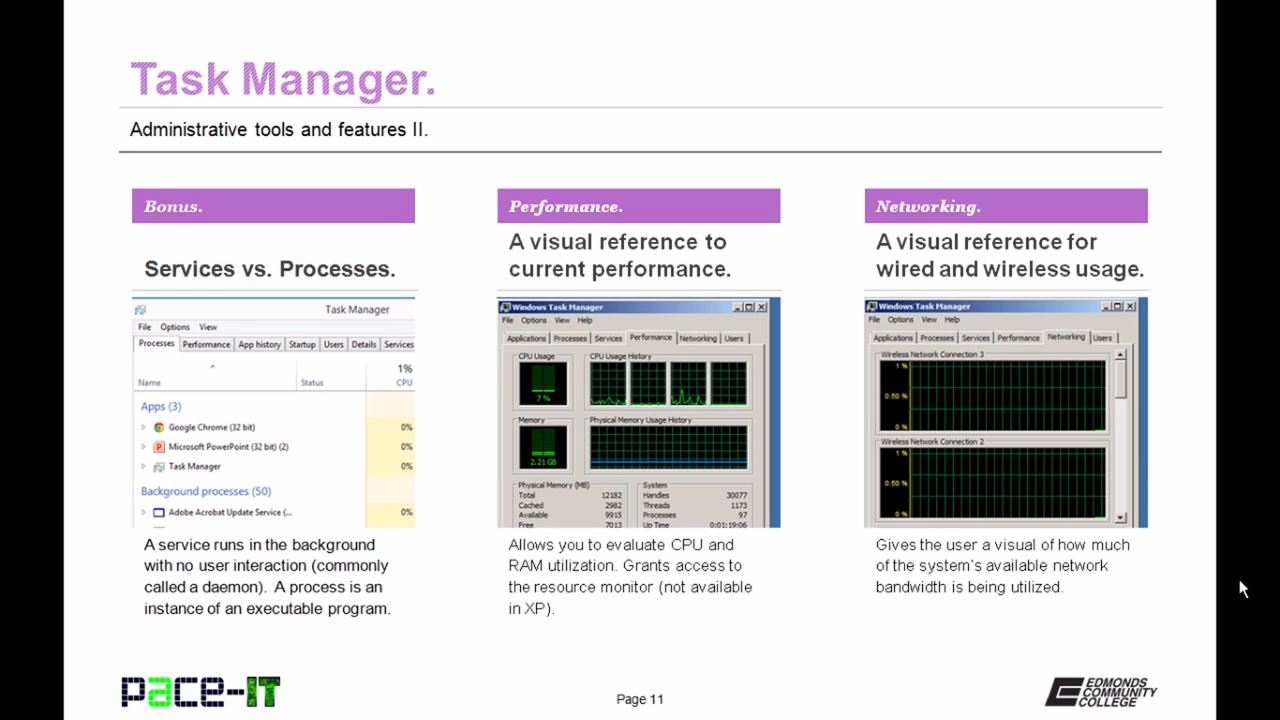 Task Manager.
Administrative tools and features II.
Bonus.
Services vs. Processes.
Task Manager
File Options View
Processes Performance App history Startup Users Details Services
1%
Name Status CPU
Apps (3)
Google Chrome (32 bit) 0%
Microsoft PowerPoint (32 bit) (2) 0%
Task Manager 0%
Background processes (50)
Adobe Acrobat Update Service (... 0%
A service runs in the background
with no user interaction (commonly
called a daemon). A process is an
instance of an executable program.
Performance.
A visual reference to
current performance.
Windows Task Manager
File Options View Help
Applications Processes Services Performance Networking Users
CPU Usage CPU Usage History
7 %
Memory Physical Memory Usage History
2.21 GB
Physical Memory (MB) System
Total 12182 Handles 30077
Cached 2982 Threads 1173
Available 9915 Processes 97
Free 7013 Up Time 0:01:19:06
Allows you to evaluate CPU and
RAM utilization. Grants access to
the resource monitor (not available
in XP).
Networking.
A visual reference for
wired and wireless usage.
Windows Task Manager
File Options View Help
Applications Processes Services Performance Networking Users
Wireless Network Connection 3
1 %
0.50 %
0 %
Wireless Network Connection 2
1 %
0.50 %
0 %
Gives the user a visual of how much
of the system's available network
bandwidth is being utilized.
pace-IT
Page 11
EDMONDS
COMMUNITY
COLLEGE